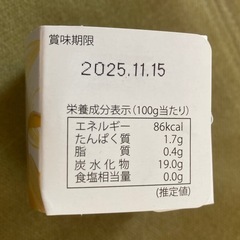 賞味期限
2025.11.15
栄養成分表示(100g当たり)
エネルギー 86kcal
たんぱく質 1.7g
脂質 0.4g
炭水化物 19.0g
食塩相当量 0.0g
(推定値)